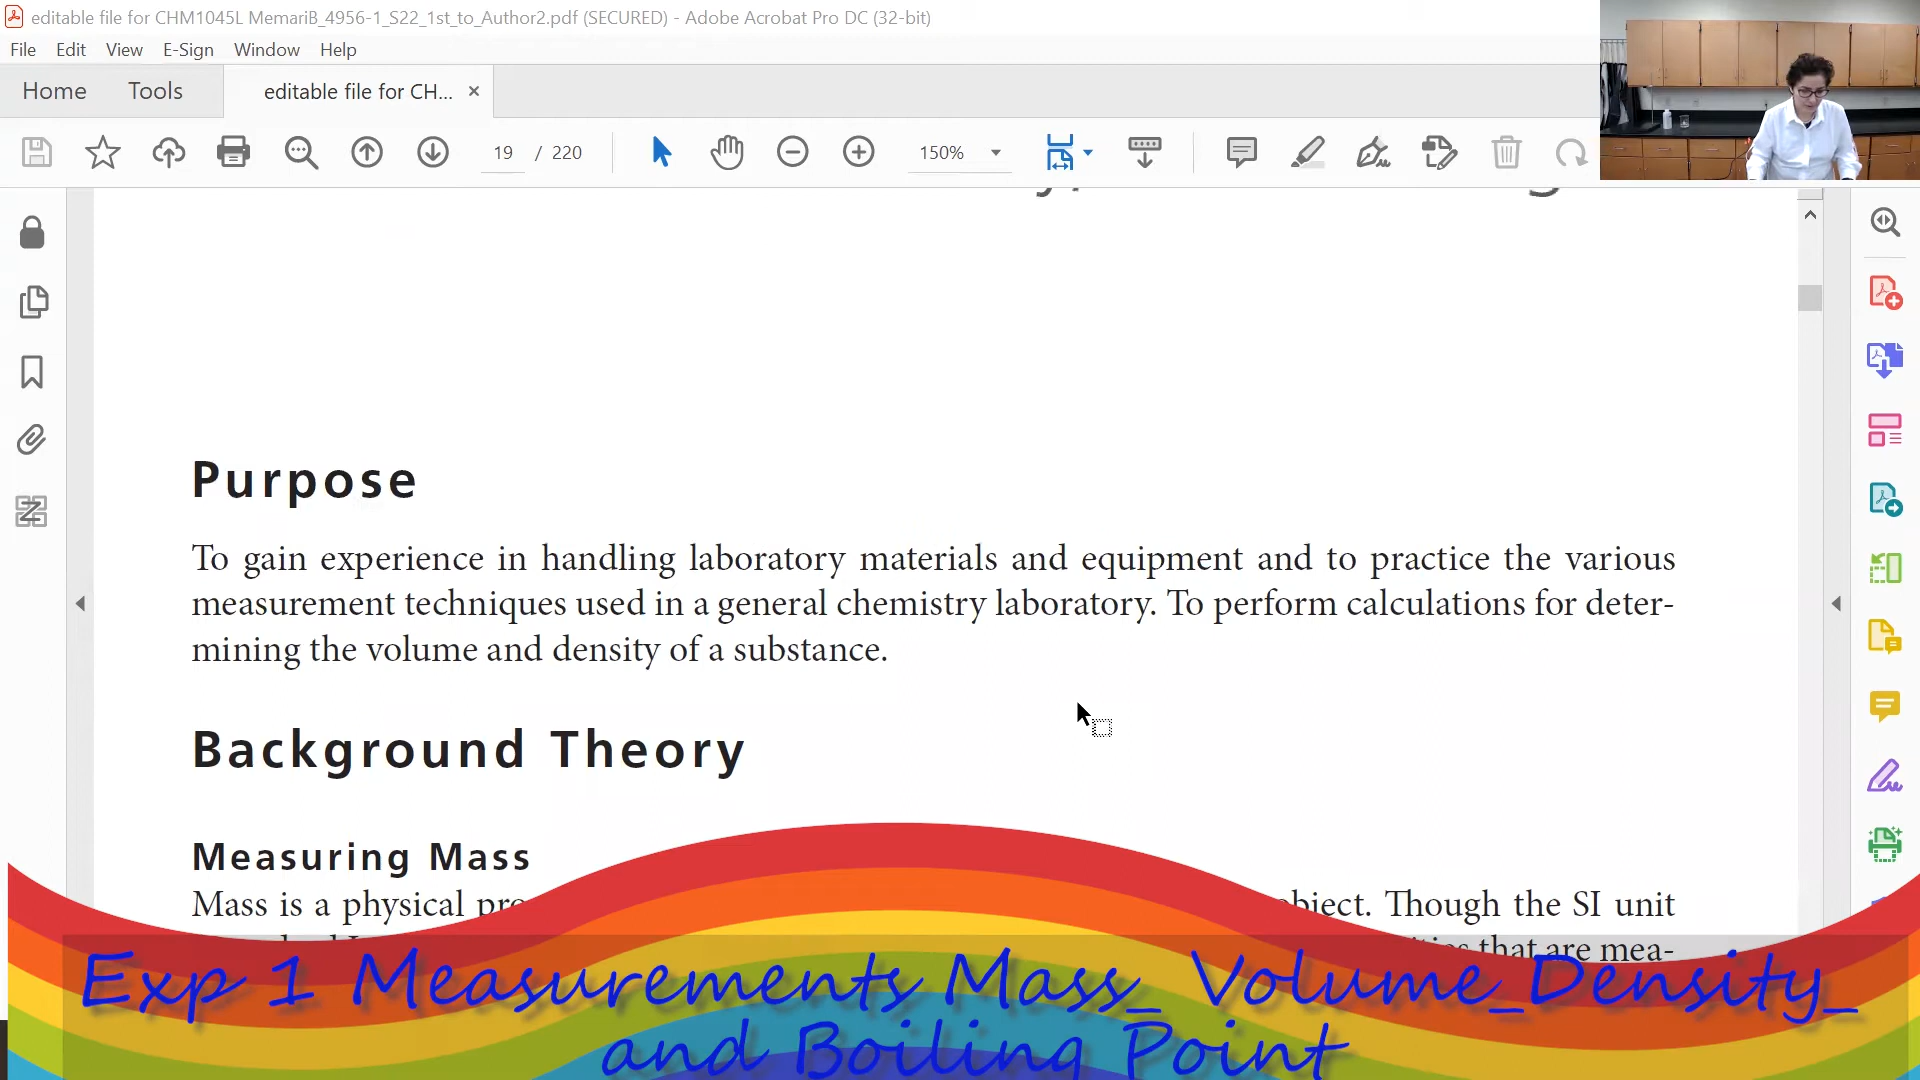 editable file for CHM1045L MemariB_4956-1_S22_1st_to_Author2.pdf (SECURED) - Adobe Acrobat Pro DC (32-bit)
File Edit View E-Sign Window Help
Home Tools editable file for CH... ×
19 / 220 150%
Purpose
To gain experience in handling laboratory materials and equipment and to practice the various
measurement techniques used in a general chemistry laboratory. To perform calculations for deter-
mining the volume and density of a substance.
Background Theory
Measuring Mass
Mass is a physical object. Though the SI unit
that are mea-
Exp 1 Measurements Mass_ Volume_Density_
and Boiling Point